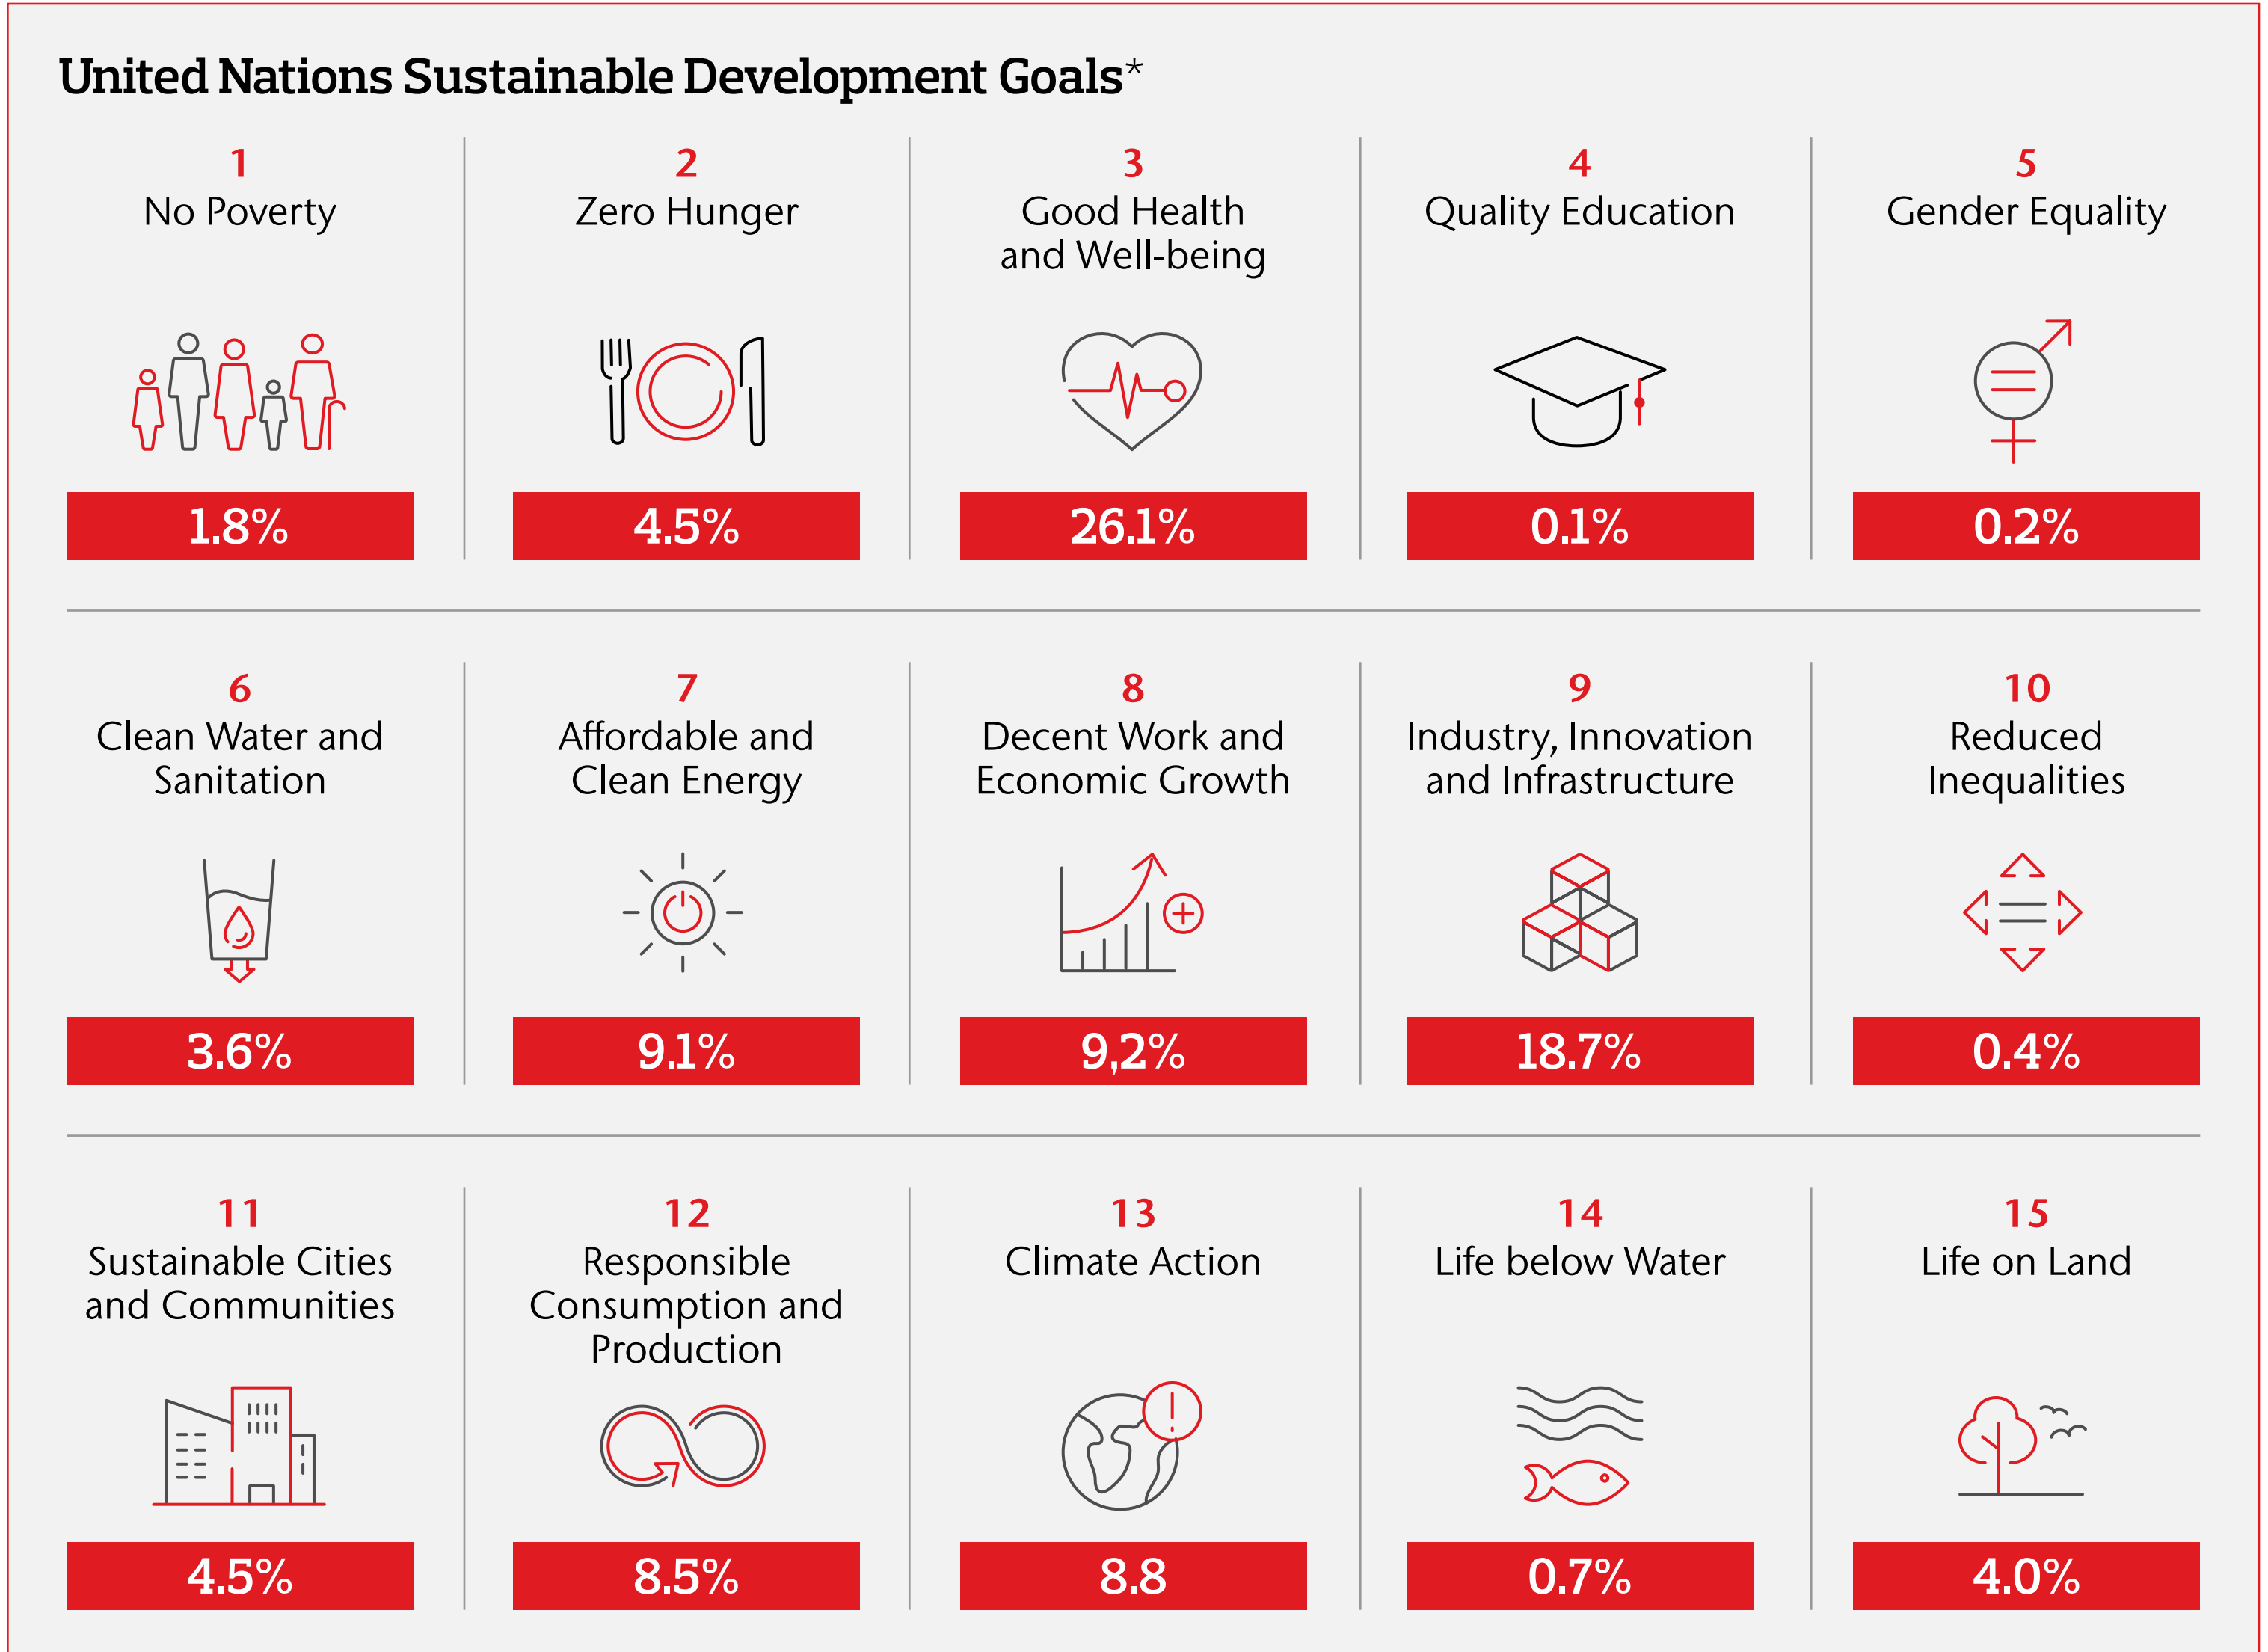 United Nations Sustainable Development Goals*
1
No Poverty
1.8%
2
Zero Hunger
4.5%
3
Good Health
and Well-being
26.1%
4
Quality Education
0.1%
5
Gender Equality
0.2%
6
Clean Water and
Sanitation
3.6%
7
Affordable and
Clean Energy
9.1%
8
Decent Work and
Economic Growth
9,2%
9
Industry, Innovation
and Infrastructure
18.7%
10
Reduced
Inequalities
0.4%
11
Sustainable Cities
and Communities
4.5%
12
Responsible
Consumption and
Production
8.5%
13
Climate Action
8.8
14
Life below Water
0.7%
15
Life on Land
4.0%